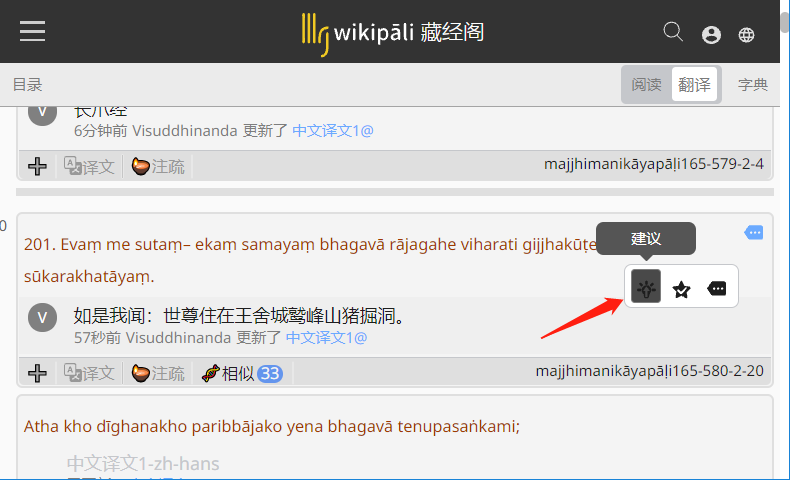 wikipāli 藏经阁
目录
阅读 翻译 字典
V
长爪经
6分钟前 Visuddhinanda 更新了 中文译文1@
译文 注疏 majjhimanikāyapāḷi165-579-2-4
0
201. Evaṃ me sutaṃ– ekaṃ samayaṃ bhagavā rājagahe viharati gijjhakūṭe
建议
sūkarakhatāyaṃ.
V
如是我闻：世尊住在王舍城鹫峰山猪掘洞。
57秒前 Visuddhinanda 更新了 中文译文1@
译文 注疏 相似 33 majjhimanikāyapāḷi165-580-2-20
Atha kho dīghanakho paribbājako yena bhagavā tenupasaṅkami;
中文译文1-zh-hans